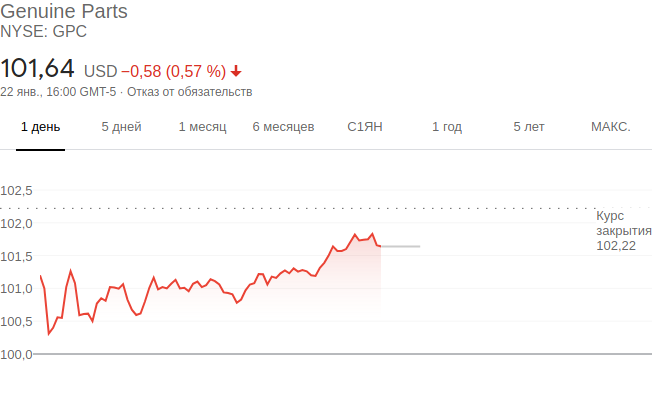 Genuine Parts
NYSE: GPC
101,64 USD −0,58 (0,57 %)
22 янв., 16:00 GMT-5 · Отказ от обязательств
1 день 5 дней 1 месяц 6 месяцев С1ЯН 1 год 5 лет МАКС.
102,5
Курс
102,0
закрытия
102,22
101,5
101,0
100,5
100,0